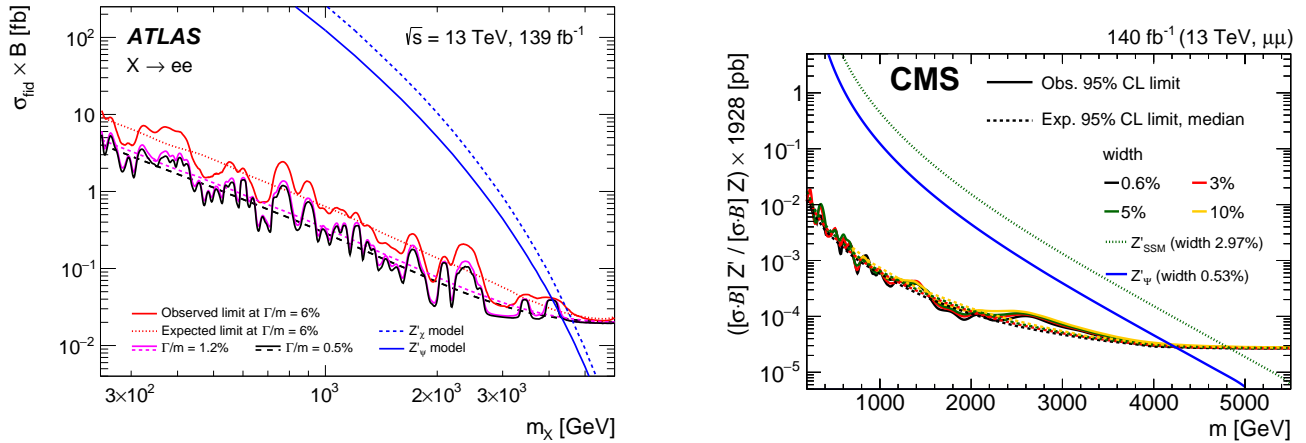 ATLAS
X → ee
√s = 13 TeV, 139 fb⁻¹
σ_fid × B [fb]
10²
10
1
10⁻¹
10⁻²
Observed limit at Γ/m = 6%
Expected limit at Γ/m = 6%
Γ/m = 1.2% Γ/m = 0.5%
Z'_χ model
Z'_ψ model
3×10² 10³ 2×10³ 3×10³
m_X [GeV]
140 fb⁻¹ (13 TeV, μμ)
CMS
Obs. 95% CL limit
Exp. 95% CL limit, median
width
0.6% 3%
5% 10%
Z'_SSM (width 2.97%)
Z'_Ψ (width 0.53%)
([σ·B] Z' / [σ·B] Z) × 1928 [pb]
1
10⁻¹
10⁻²
10⁻³
10⁻⁴
10⁻⁵
1000 2000 3000 4000 5000
m [GeV]